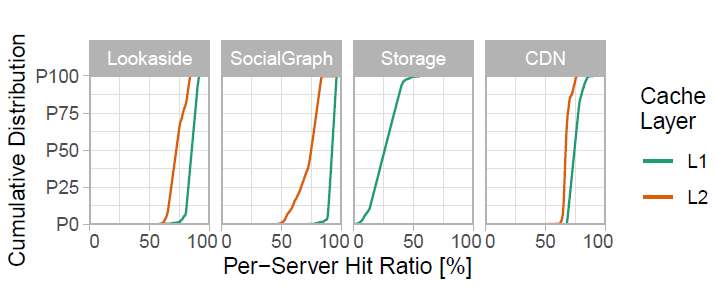 Lookaside SocialGraph Storage CDN
Cumulative Distribution
P100
P75
P50
P25
P0
0 50 100 0 50 100 0 50 100 0 50 100
Per−Server Hit Ratio [%]
Cache
Layer
L1
L2